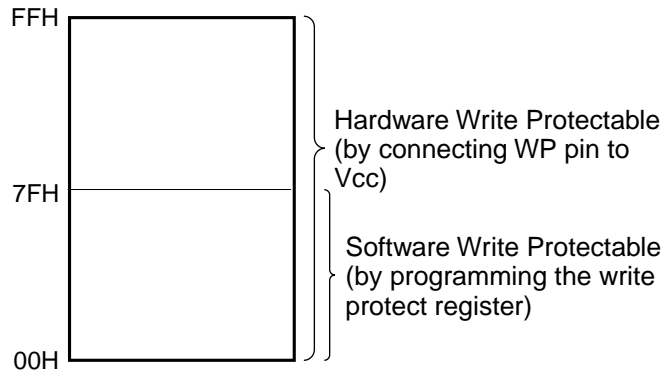 FFH
Hardware Write Protectable
(by connecting WP pin to
Vcc)
7FH
Software Write Protectable
(by programming the write
protect register)
00H